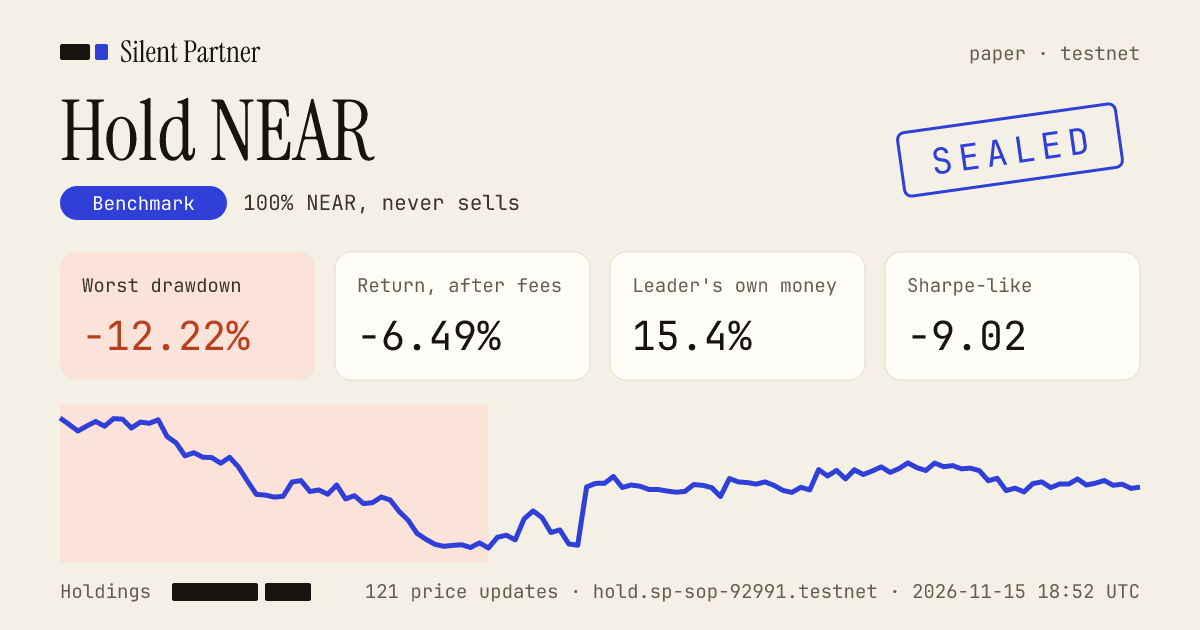 Silent Partner
paper · testnet
Hold NEAR
SEALED
Benchmark
100% NEAR, never sells
Worst drawdown
-12.22%
Return, after fees
-6.49%
Leader's own money
15.4%
Sharpe-like
-9.02
Holdings
121 price updates · hold.sp-sop-92991.testnet · 2026-11-15 18:52 UTC